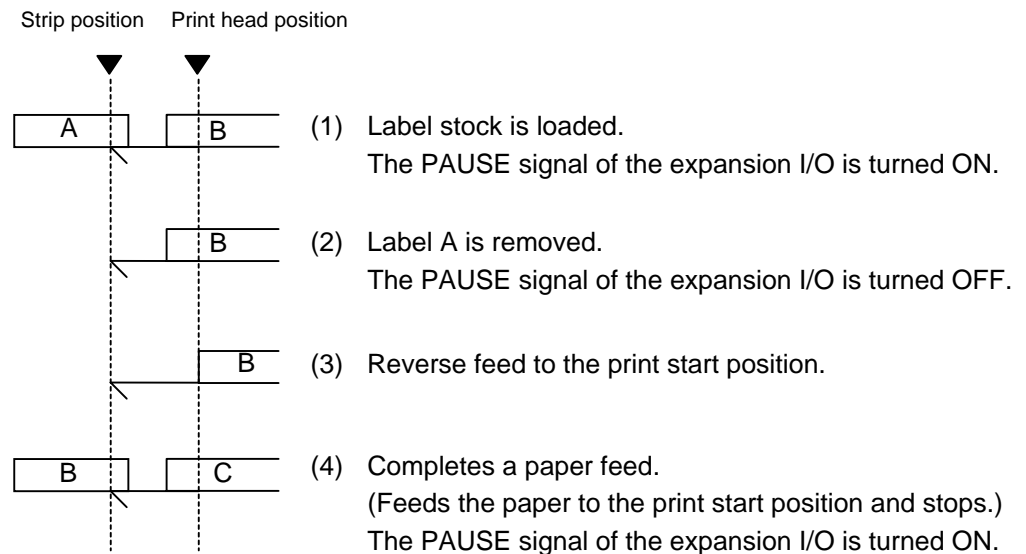 Strip position Print head position
A B (1) Label stock is loaded.
The PAUSE signal of the expansion I/O is turned ON.
B (2) Label A is removed.
The PAUSE signal of the expansion I/O is turned OFF.
B (3) Reverse feed to the print start position.
B C (4) Completes a paper feed.
(Feeds the paper to the print start position and stops.)
The PAUSE signal of the expansion I/O is turned ON.